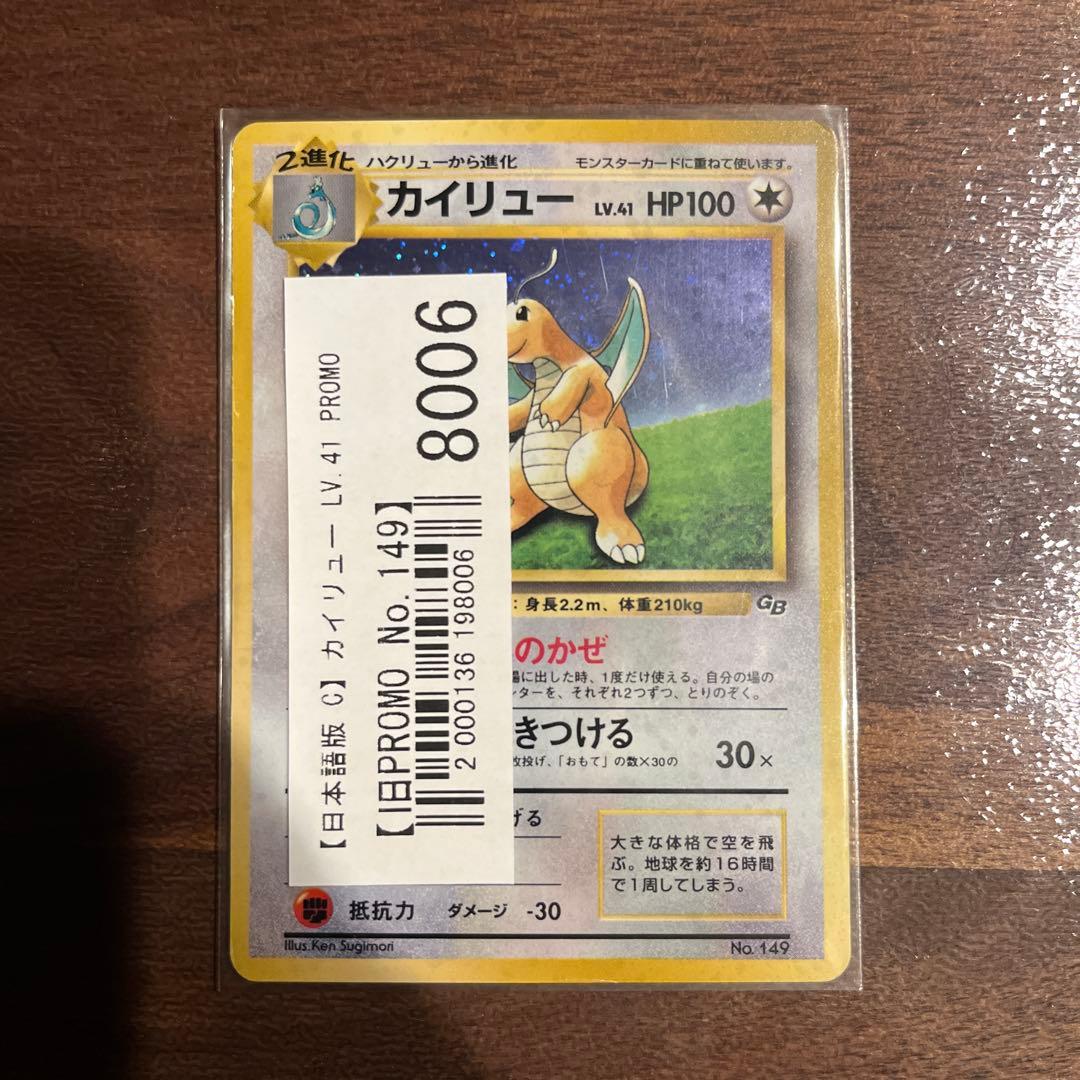 2進化 ハクリューから進化 モンスターカードに重ねて使います。
カイリュー LV.41 HP100
【日本語版 C】カイリュー LV.41 PROMO
【旧PROMO No.149】
8006
2 000136 198006
：身長2.2m、体重210kg
GB
のかぜ
場に出した時、1度だけ使える。自分の場の
ンターを、それぞれ2つずつ、とりのぞく。
きつける 30×
枚投げ、「おもて」の数×30の
げる
大きな体格で空を飛
ぶ。地球を約16時間
で1周してしまう。
抵抗力 ダメージ -30
Illus.Ken Sugimori
No. 149